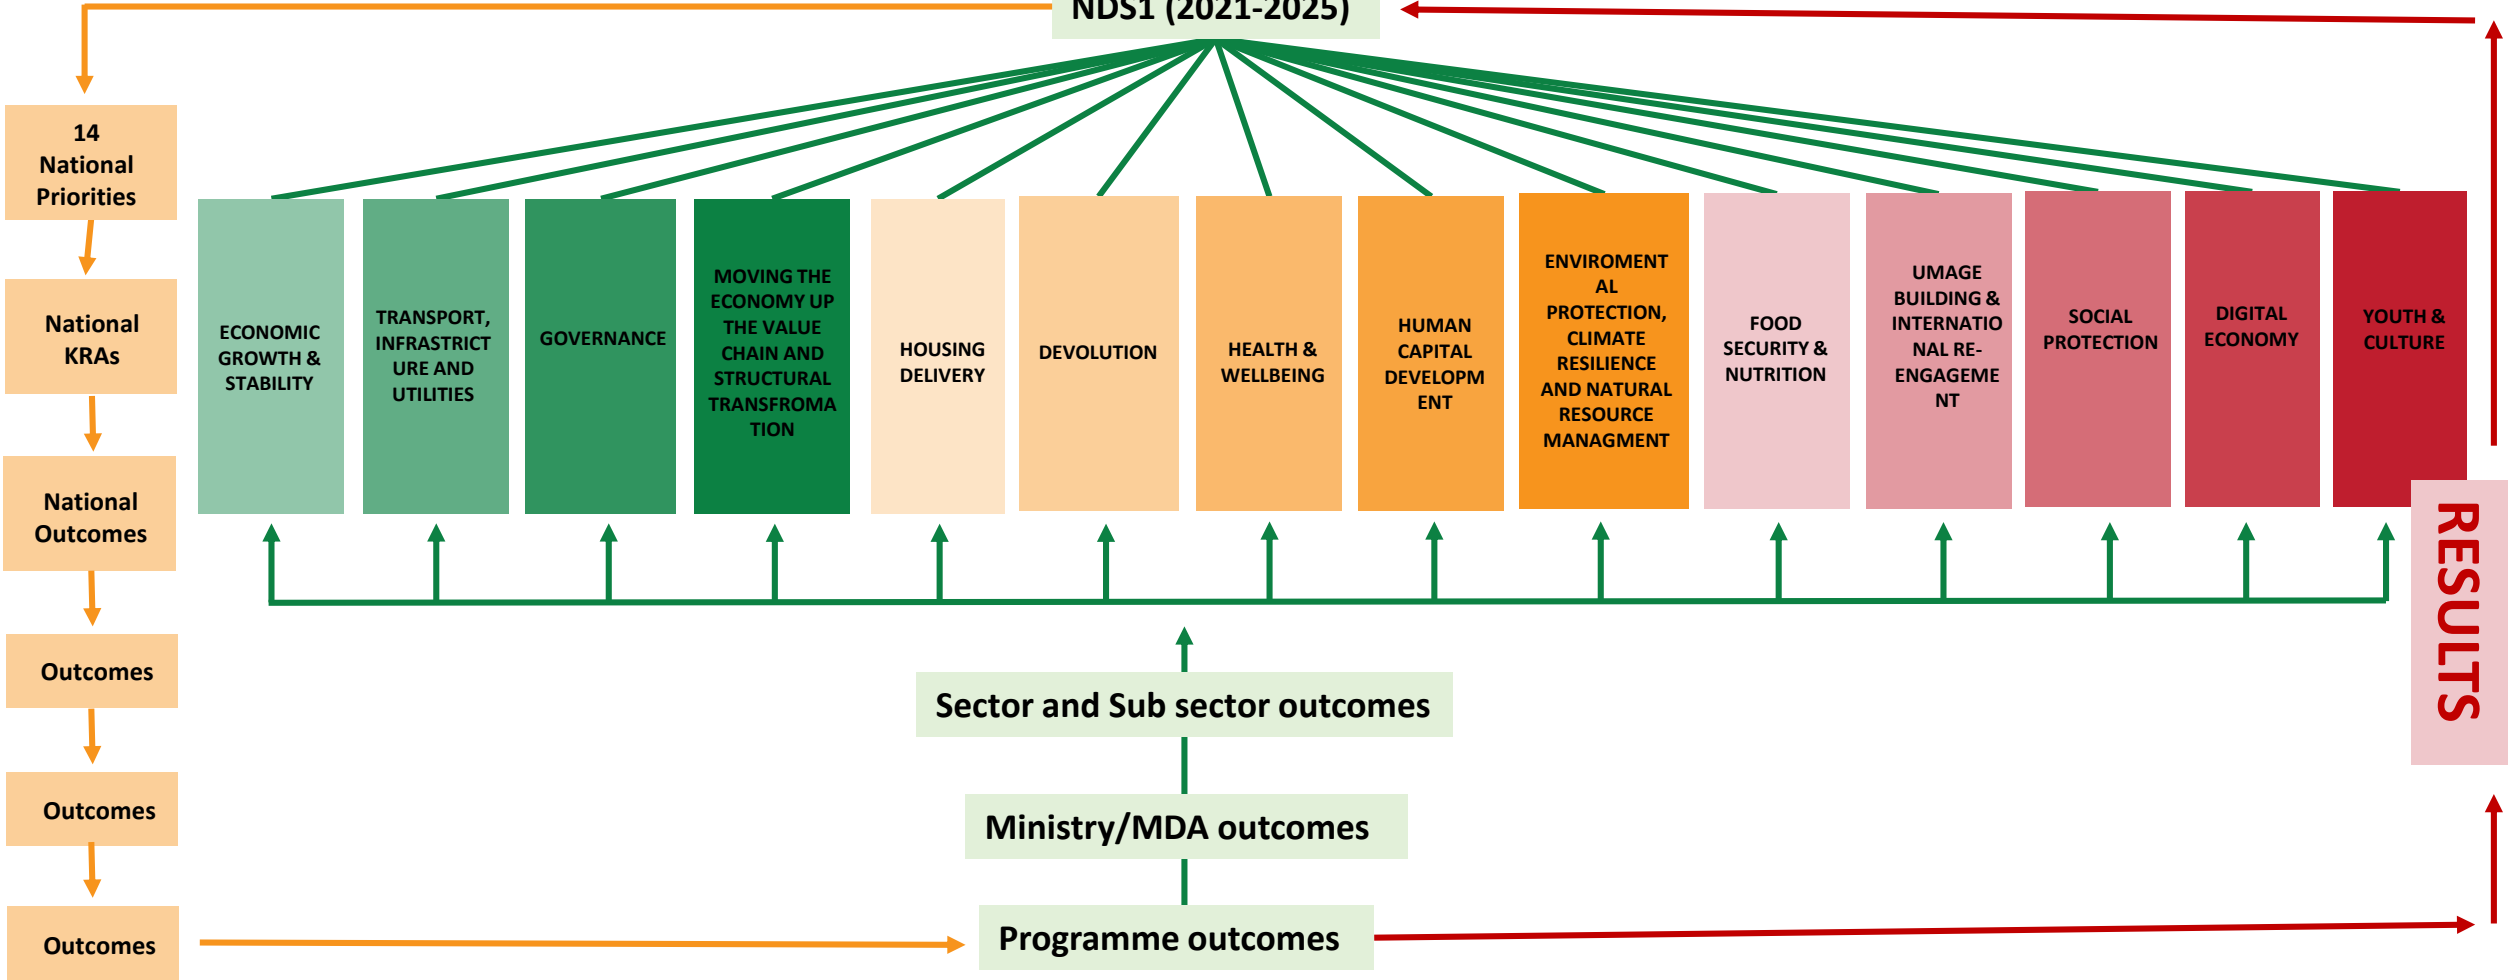 NDS1 (2021-2025)
14
National
Priorities
National
KRAs
National
Outcomes
Outcomes
Outcomes
Outcomes
ECONOMIC
GROWTH &
STABILITY
TRANSPORT,
INFRASTRICT
URE AND
UTILITIES
GOVERNANCE
MOVING THE
ECONOMY UP
THE VALUE
CHAIN AND
STRUCTURAL
TRANSFROMA
TION
HOUSING
DELIVERY
DEVOLUTION
HEALTH &
WELLBEING
HUMAN
CAPITAL
DEVELOPM
ENT
ENVIROMENT
AL
PROTECTION,
CLIMATE
RESILIENCE
AND NATURAL
RESOURCE
MANAGMENT
FOOD
SECURITY &
NUTRITION
UMAGE
BUILDING &
INTERNATIO
NAL RE-
ENGAGEME
NT
SOCIAL
PROTECTION
DIGITAL
ECONOMY
YOUTH &
CULTURE
RESULTS
Sector and Sub sector outcomes
Ministry/MDA outcomes
Programme outcomes